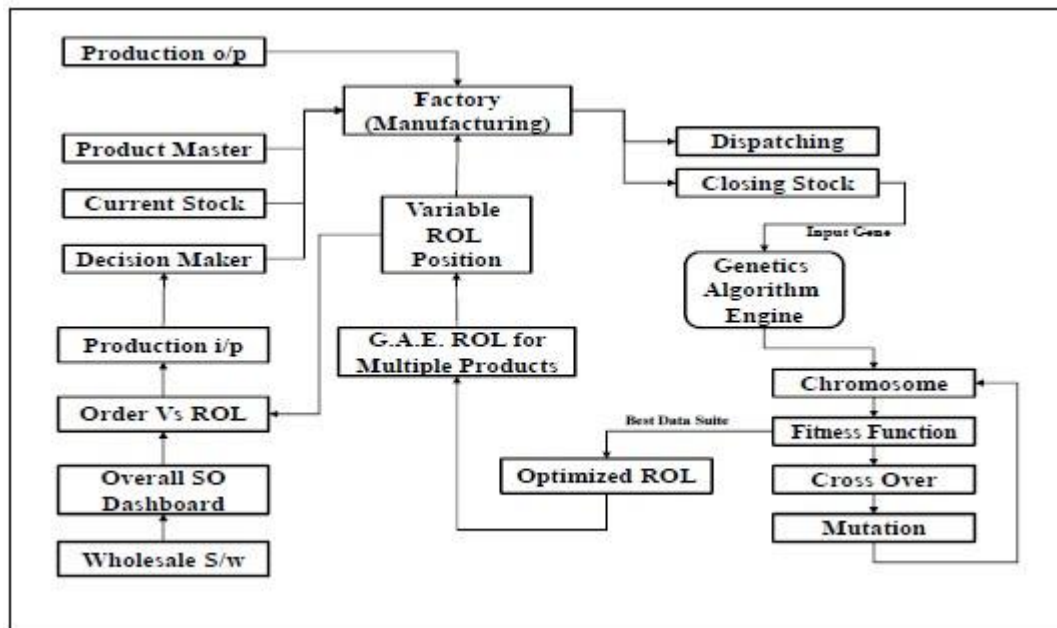 Production o/p
Factory
(Manufacturing)
Product Master
Dispatching
Current Stock
Closing Stock
Variable
ROL
Position
Input Gene
Decision Maker
Genetics
Algorithm
Engine
Production i/p
G.A.E. ROL for
Multiple Products
Chromosome
Order Vs ROL
Best Data Suite
Fitness Function
Overall SO
Dashboard
Optimized ROL
Cross Over
Mutation
Wholesale S/w